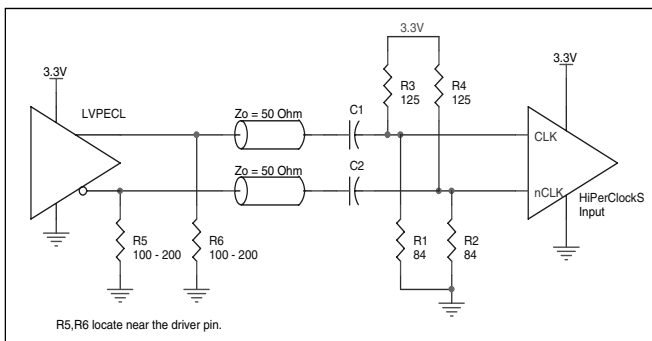 3.3V
3.3V
LVPECL
R3
125
R4
125
3.3V
Zo = 50 Ohm
C1
CLK
Zo = 50 Ohm
C2
nCLK
HiPerClockS
Input
R5
100 - 200
R6
100 - 200
R1
84
R2
84
R5,R6 locate near the driver pin.